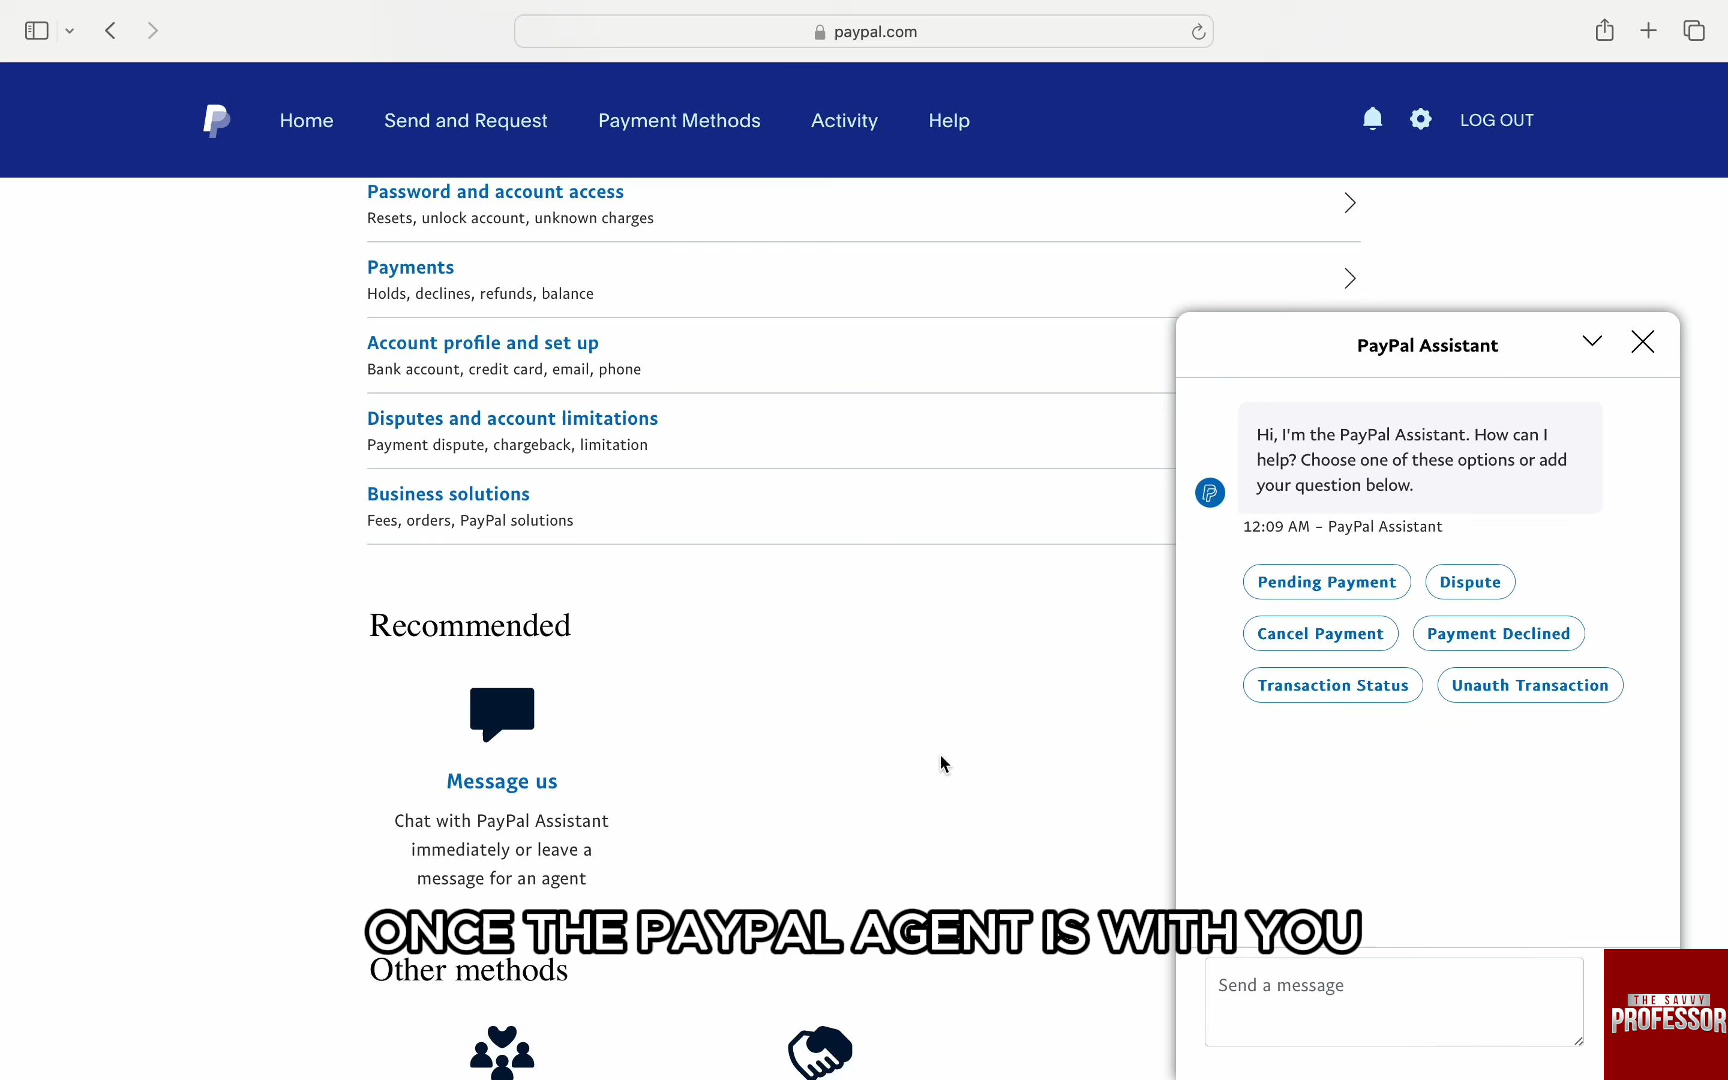 paypal.com
Home
Send and Request
Payment Methods
Activity
Help
LOG OUT
Password and account access
Resets, unlock account, unknown charges
Payments
Holds, declines, refunds, balance
Account profile and set up
Bank account, credit card, email, phone
Disputes and account limitations
Payment dispute, chargeback, limitation
Business solutions
Fees, orders, PayPal solutions
Recommended
Message us
Chat with PayPal Assistant
immediately or leave a
message for an agent
ONCE THE PAYPAL AGENT IS WITH YOU
Other methods
PayPal Assistant
Hi, I'm the PayPal Assistant. How can I
help? Choose one of these options or add
your question below.
12:09 AM – PayPal Assistant
Pending Payment
Dispute
Cancel Payment
Payment Declined
Transaction Status
Unauth Transaction
Send a message
THE SAVVY
PROFESSOR